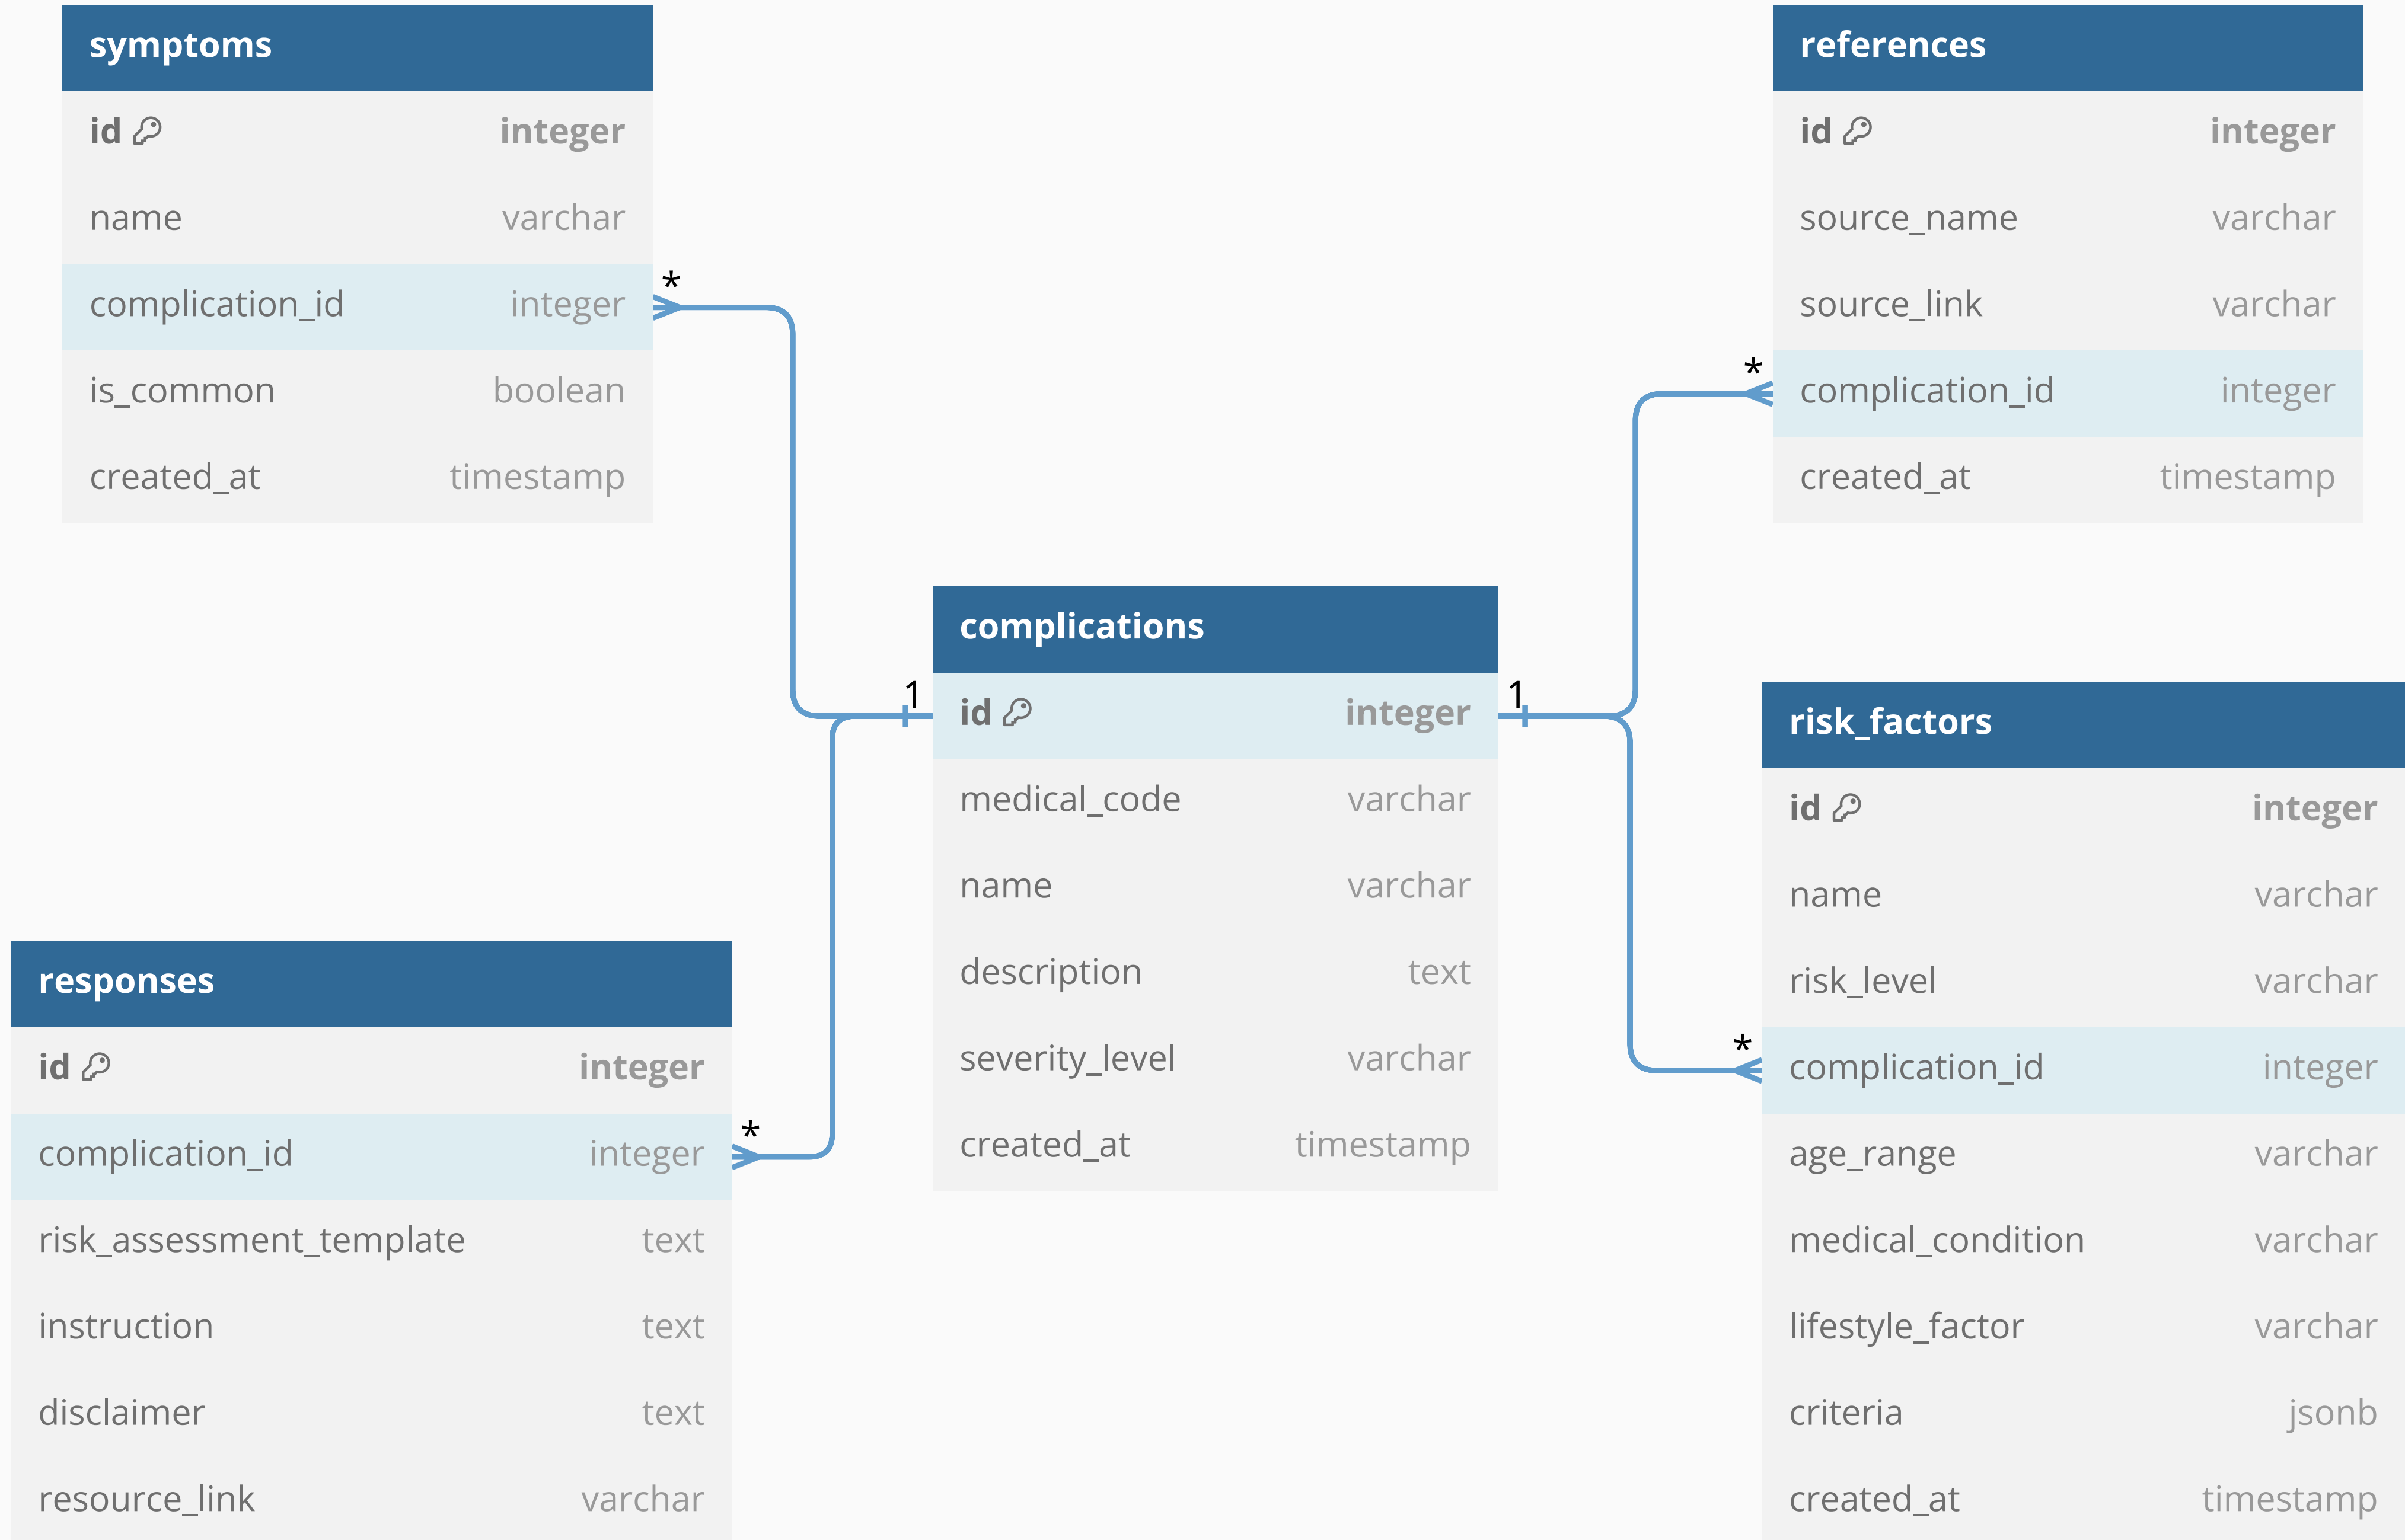 symptoms
id integer
name varchar
complication_id integer
is_common boolean
created_at timestamp
*
references
id integer
source_name varchar
source_link varchar
complication_id integer
created_at timestamp
*
complications
id integer
medical_code varchar
name varchar
description text
severity_level varchar
created_at timestamp
1
1
risk_factors
id integer
name varchar
risk_level varchar
complication_id integer
age_range varchar
medical_condition varchar
lifestyle_factor varchar
criteria jsonb
created_at timestamp
*
responses
id integer
complication_id integer
risk_assessment_template text
instruction text
disclaimer text
resource_link varchar
*